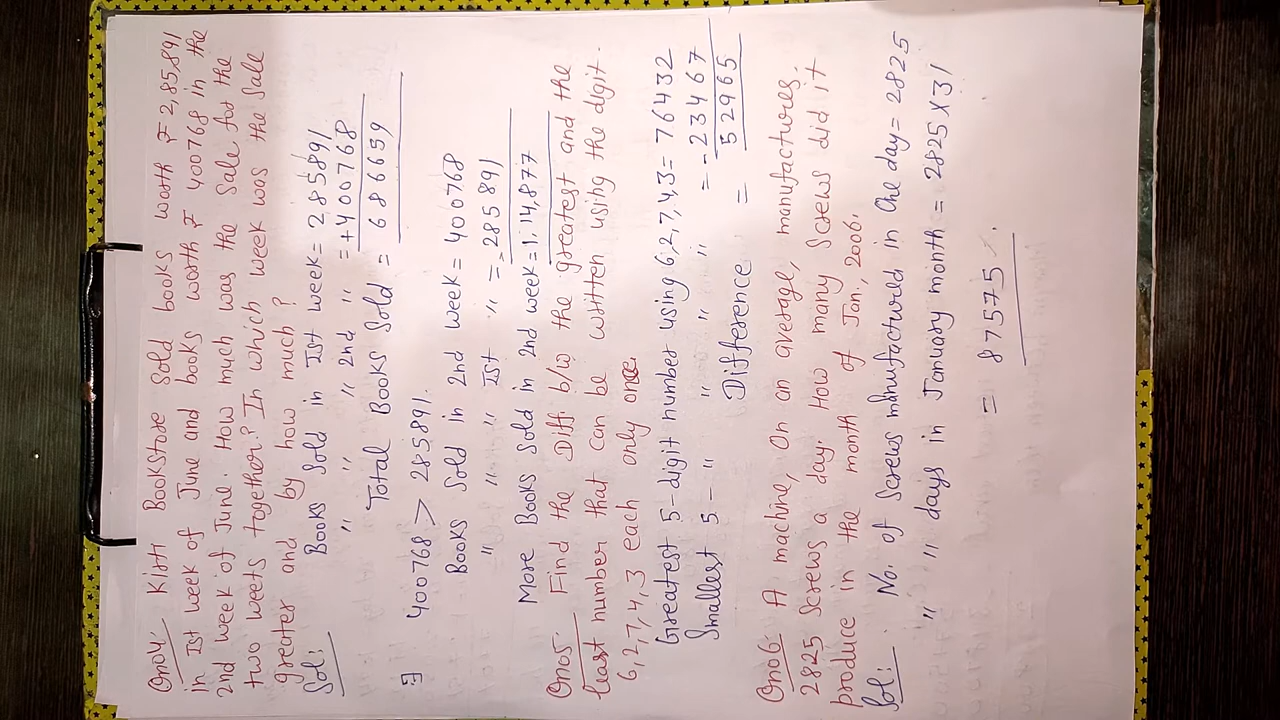 Qno4 Kirti Bookstore Sold books worth ₹ 2,85,891
in Ist week of June and books worth ₹ 400768 in the
2nd week of June. How much was the Sale for the
two weets together? In which week was the Sale
greater and by how much?
Sol: Books Sold in Ist week = 285891
" " " 2nd " = +400768
Total Books Sold = 686659
⇒ 400768 > 285891.
Books Sold in 2nd week = 400768
" " " Ist " = -285891
More Books Sold in 2nd week = 1,14,877
Qno5 Find the Diff. b/w the greatest and the
least number that can be written using the digit.
6,2,7,4,3 each only once.
Greatest 5-digit number using 6,2,7,4,3 = 76432
Smallest 5- " " " " = -23467
Difference = 52965
Qno6 A machine, On an average, manufactures.
2825 Screws a day. How many Screws did it
produce in the month of Jan, 2006.
Sol: No. of Screws manufactured in One day = 2825
" " days in January month = 2825 X 31
= 87575